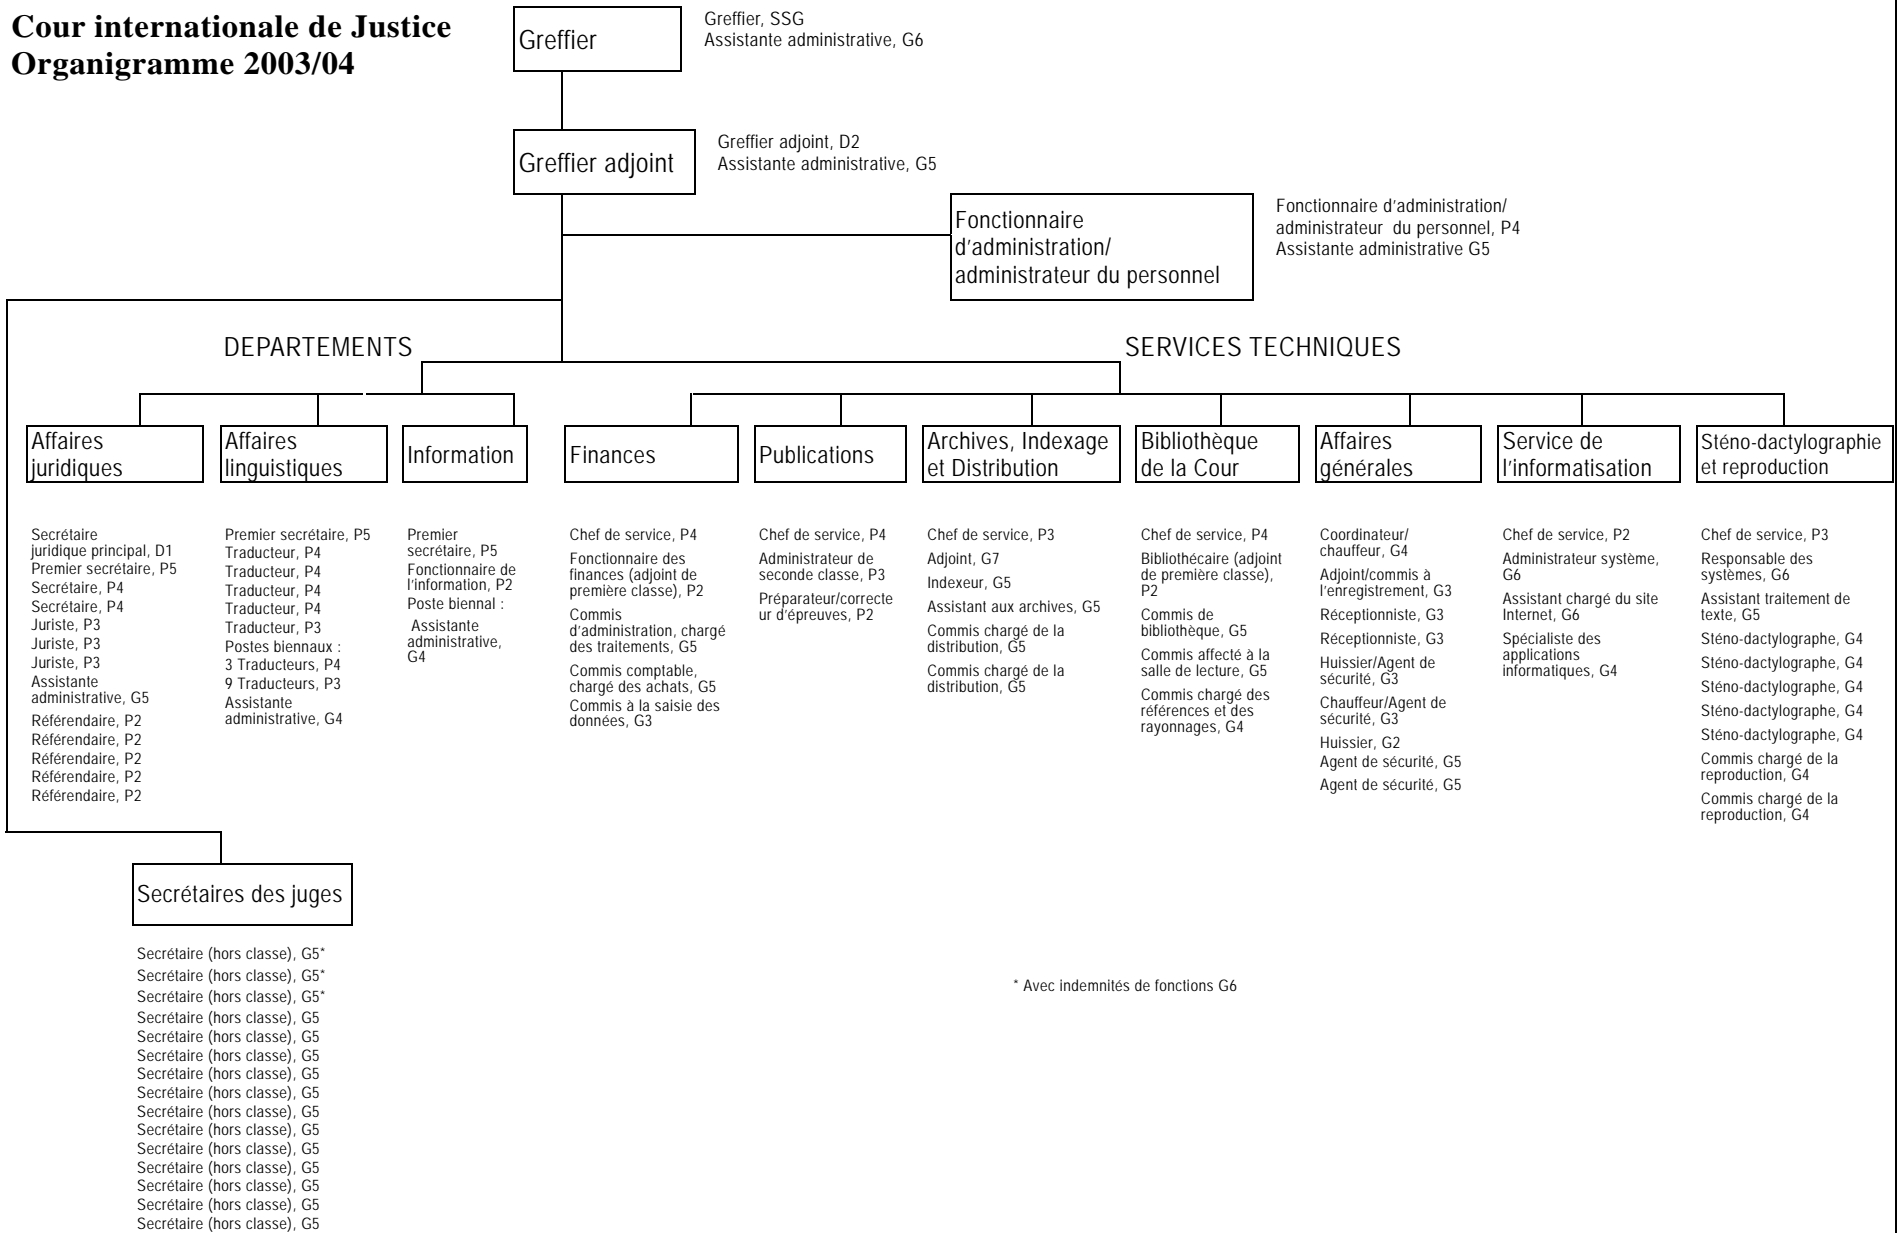 Cour internationale de Justice
Organigramme 2003/04
Greffier
Greffier, SSG
Assistante administrative, G6
Greffier adjoint
Greffier adjoint, D2
Assistante administrative, G5
Fonctionnaire
d'administration/
administrateur du personnel
Fonctionnaire d'administration/
administrateur du personnel, P4
Assistante administrative G5
DEPARTEMENTS
SERVICES TECHNIQUES
Affaires
juridiques
Secrétaire
juridique principal, D1
Premier secrétaire, P5
Secrétaire, P4
Secrétaire, P4
Juriste, P3
Juriste, P3
Juriste, P3
Assistante
administrative, G5
Référendaire, P2
Référendaire, P2
Référendaire, P2
Référendaire, P2
Référendaire, P2
Affaires
linguistiques
Premier secrétaire, P5
Traducteur, P4
Traducteur, P4
Traducteur, P4
Traducteur, P4
Traducteur, P3
Postes biennaux :
3 Traducteurs, P4
9 Traducteurs, P3
Assistante
administrative, G4
Information
Premier
secrétaire, P5
Fonctionnaire de
l'information, P2
Poste biennal :
Assistante
administrative,
G4
Finances
Chef de service, P4
Fonctionnaire des
finances (adjoint de
première classe), P2
Commis
d'administration, chargé
des traitements, G5
Commis comptable,
chargé des achats, G5
Commis à la saisie des
données, G3
Publications
Chef de service, P4
Administrateur de
seconde classe, P3
Préparateur/correcte
ur d'épreuves, P2
Archives, Indexage
et Distribution
Chef de service, P3
Adjoint, G7
Indexeur, G5
Assistant aux archives, G5
Commis chargé de la
distribution, G5
Commis chargé de la
distribution, G5
Bibliothèque
de la Cour
Chef de service, P4
Bibliothécaire (adjoint
de première classe),
P2
Commis de
bibliothèque, G5
Commis affecté à la
salle de lecture, G5
Commis chargé des
références et des
rayonnages, G4
Affaires
générales
Coordinateur/
chauffeur, G4
Adjoint/commis à
l'enregistrement, G3
Réceptionniste, G3
Réceptionniste, G3
Huissier/Agent de
sécurité, G3
Chauffeur/Agent de
sécurité, G3
Huissier, G2
Agent de sécurité, G5
Agent de sécurité, G5
Service de
l'informatisation
Chef de service, P2
Administrateur système,
G6
Assistant chargé du site
Internet, G6
Spécialiste des
applications
informatiques, G4
Sténo-dactylographie
et reproduction
Chef de service, P3
Responsable des
systèmes, G6
Assistant traitement de
texte, G5
Sténo-dactylographe, G4
Sténo-dactylographe, G4
Sténo-dactylographe, G4
Sténo-dactylographe, G4
Sténo-dactylographe, G4
Commis chargé de la
reproduction, G4
Commis chargé de la
reproduction, G4
Secrétaires des juges
Secrétaire (hors classe), G5*
Secrétaire (hors classe), G5*
Secrétaire (hors classe), G5*
Secrétaire (hors classe), G5
Secrétaire (hors classe), G5
Secrétaire (hors classe), G5
Secrétaire (hors classe), G5
Secrétaire (hors classe), G5
Secrétaire (hors classe), G5
Secrétaire (hors classe), G5
Secrétaire (hors classe), G5
Secrétaire (hors classe), G5
Secrétaire (hors classe), G5
Secrétaire (hors classe), G5
Secrétaire (hors classe), G5
* Avec indemnités de fonctions G6